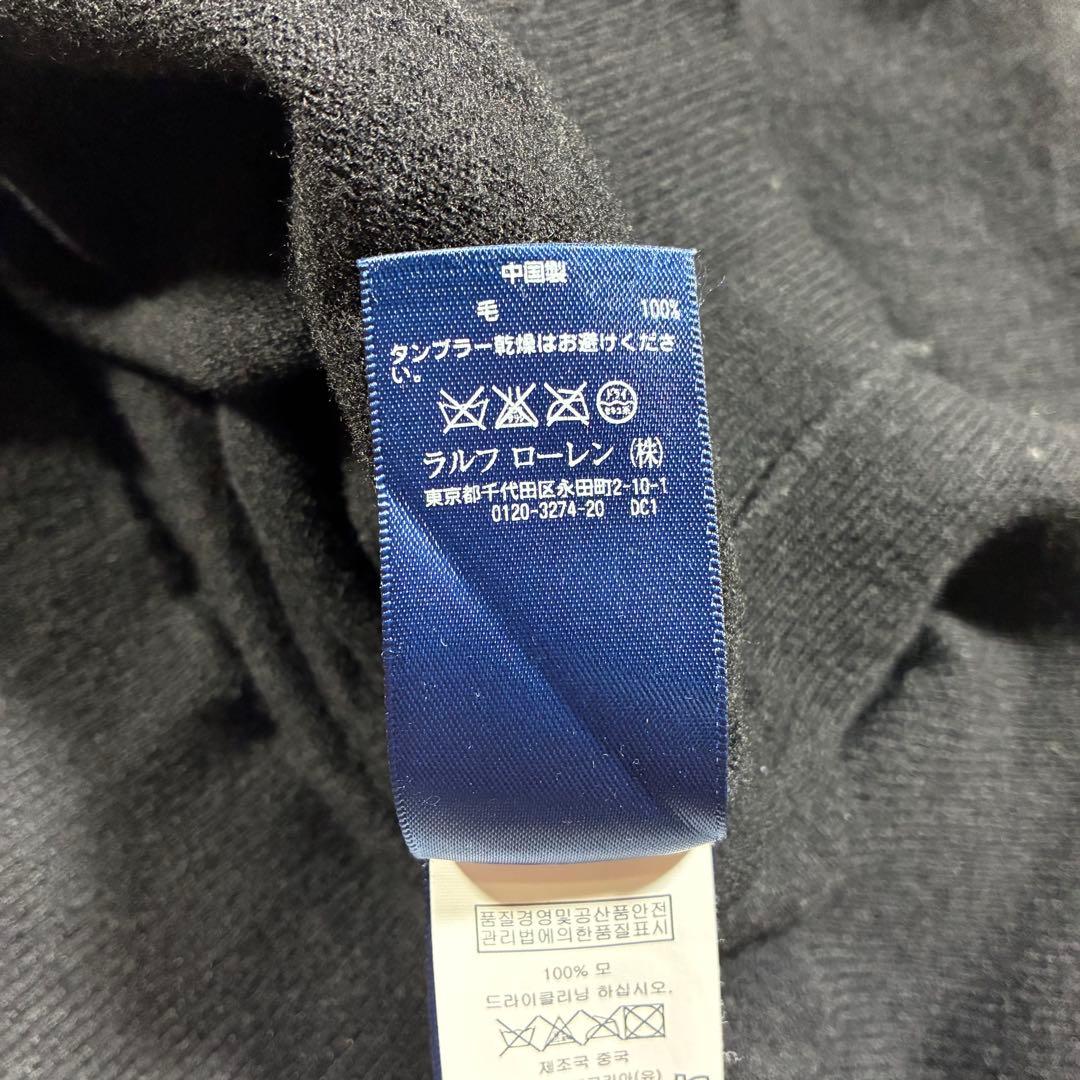 中国製
毛 100%
タンブラー乾燥はお避けくださ
い。
ラルフ ローレン (株)
東京都千代田区永田町2-10-1
0120-3274-20 DC1
품질경영및공산품안전
관리법에의한품질표시
100% 모
드라이클리닝 하십시오.
제조국 중국